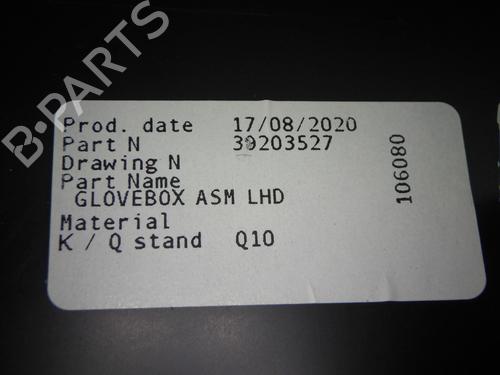 Prod. date 17/08/2020
Part N 39203527
Drawing N
Part Name
GLOVEBOX ASM LHD
Material
K / Q stand Q10
106080
B-PARTS